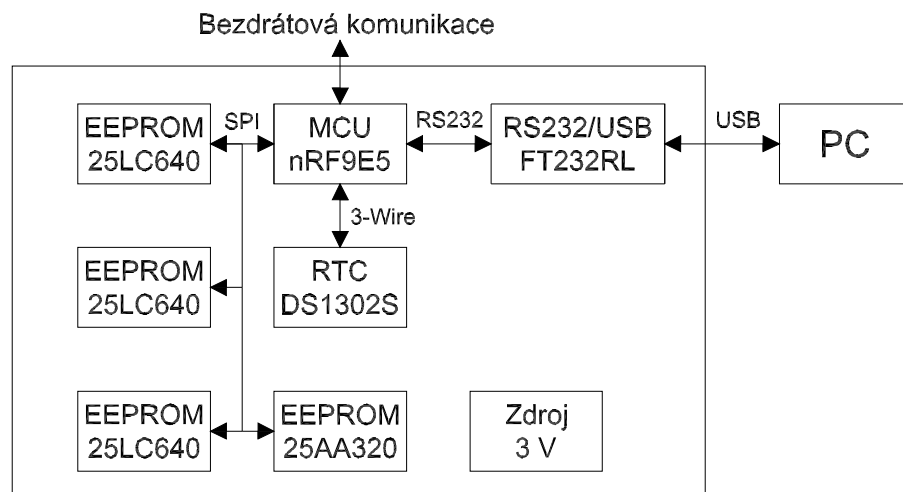 Bezdrátová komunikace
EEPROM
25LC640
SPI
MCU
nRF9E5
RS232
RS232/USB
FT232RL
USB
PC
3-Wire
EEPROM
25LC640
RTC
DS1302S
EEPROM
25LC640
EEPROM
25AA320
Zdroj
3 V